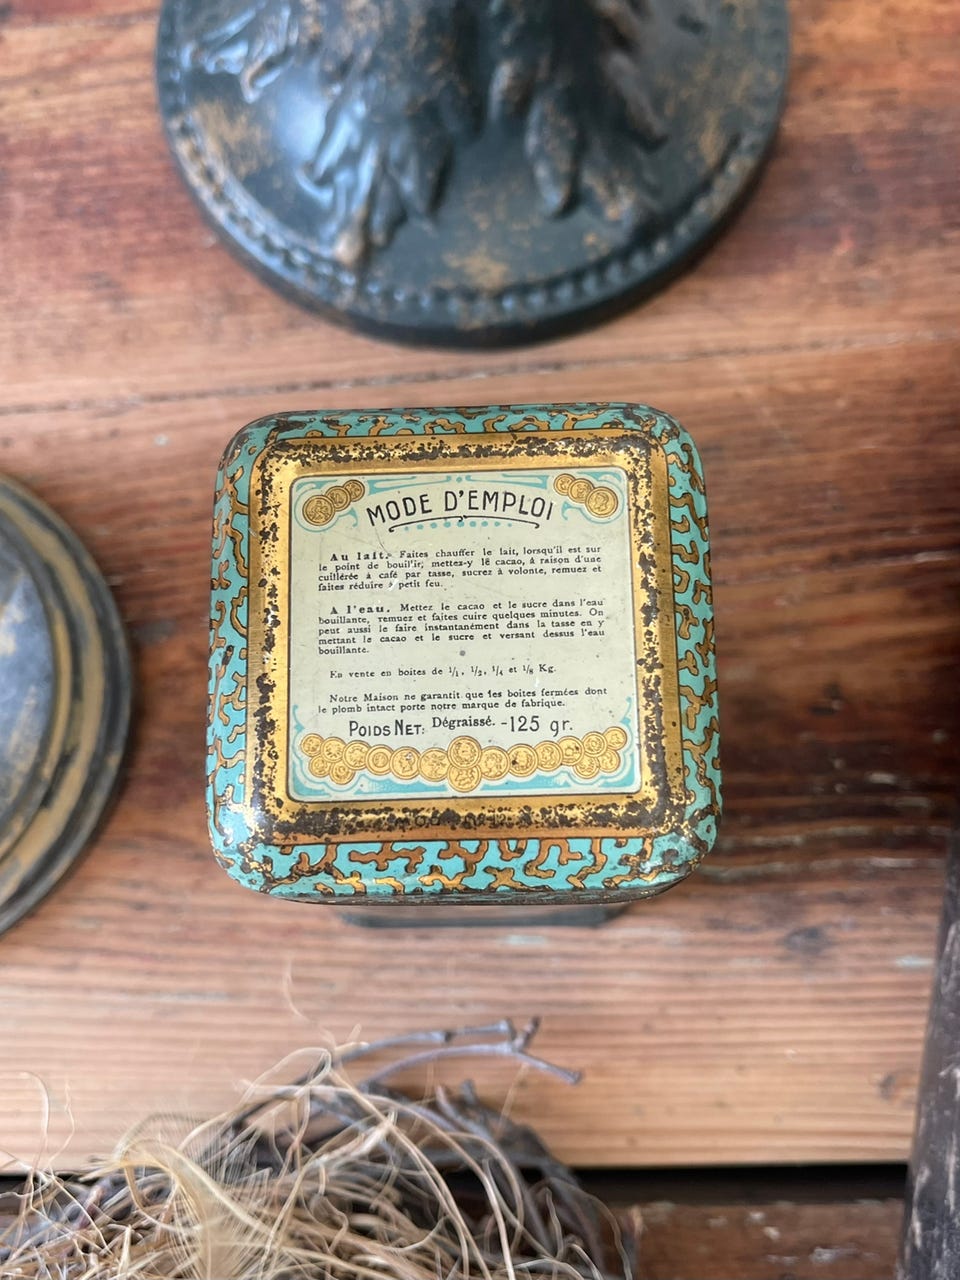 MODE D'EMPLOI
Au lait. Faites chauffer le lait, lorsqu'il est sur
le point de bouil'ir, mettez-y le cacao, à raison d'une
cuillérée à café par tasse, sucrez à volonte, remuez et
faites réduire à petit feu.
A l'eau. Mettez le cacao et le sucre dans l'eau
bouillante, remuez et faites cuire quelques minutes. On
peut aussi le faire instantanément dans la tasse en y
mettant le cacao et le sucre et versant dessus l'eau
bouillante.
En vente en boites de 1/1, 1/2, 1/4 et 1/8 Kg.
Notre Maison ne garantit que les boites fermées dont
le plomb intact porte notre marque de fabrique.
POIDS NET: Dégraissé. -125 gr.